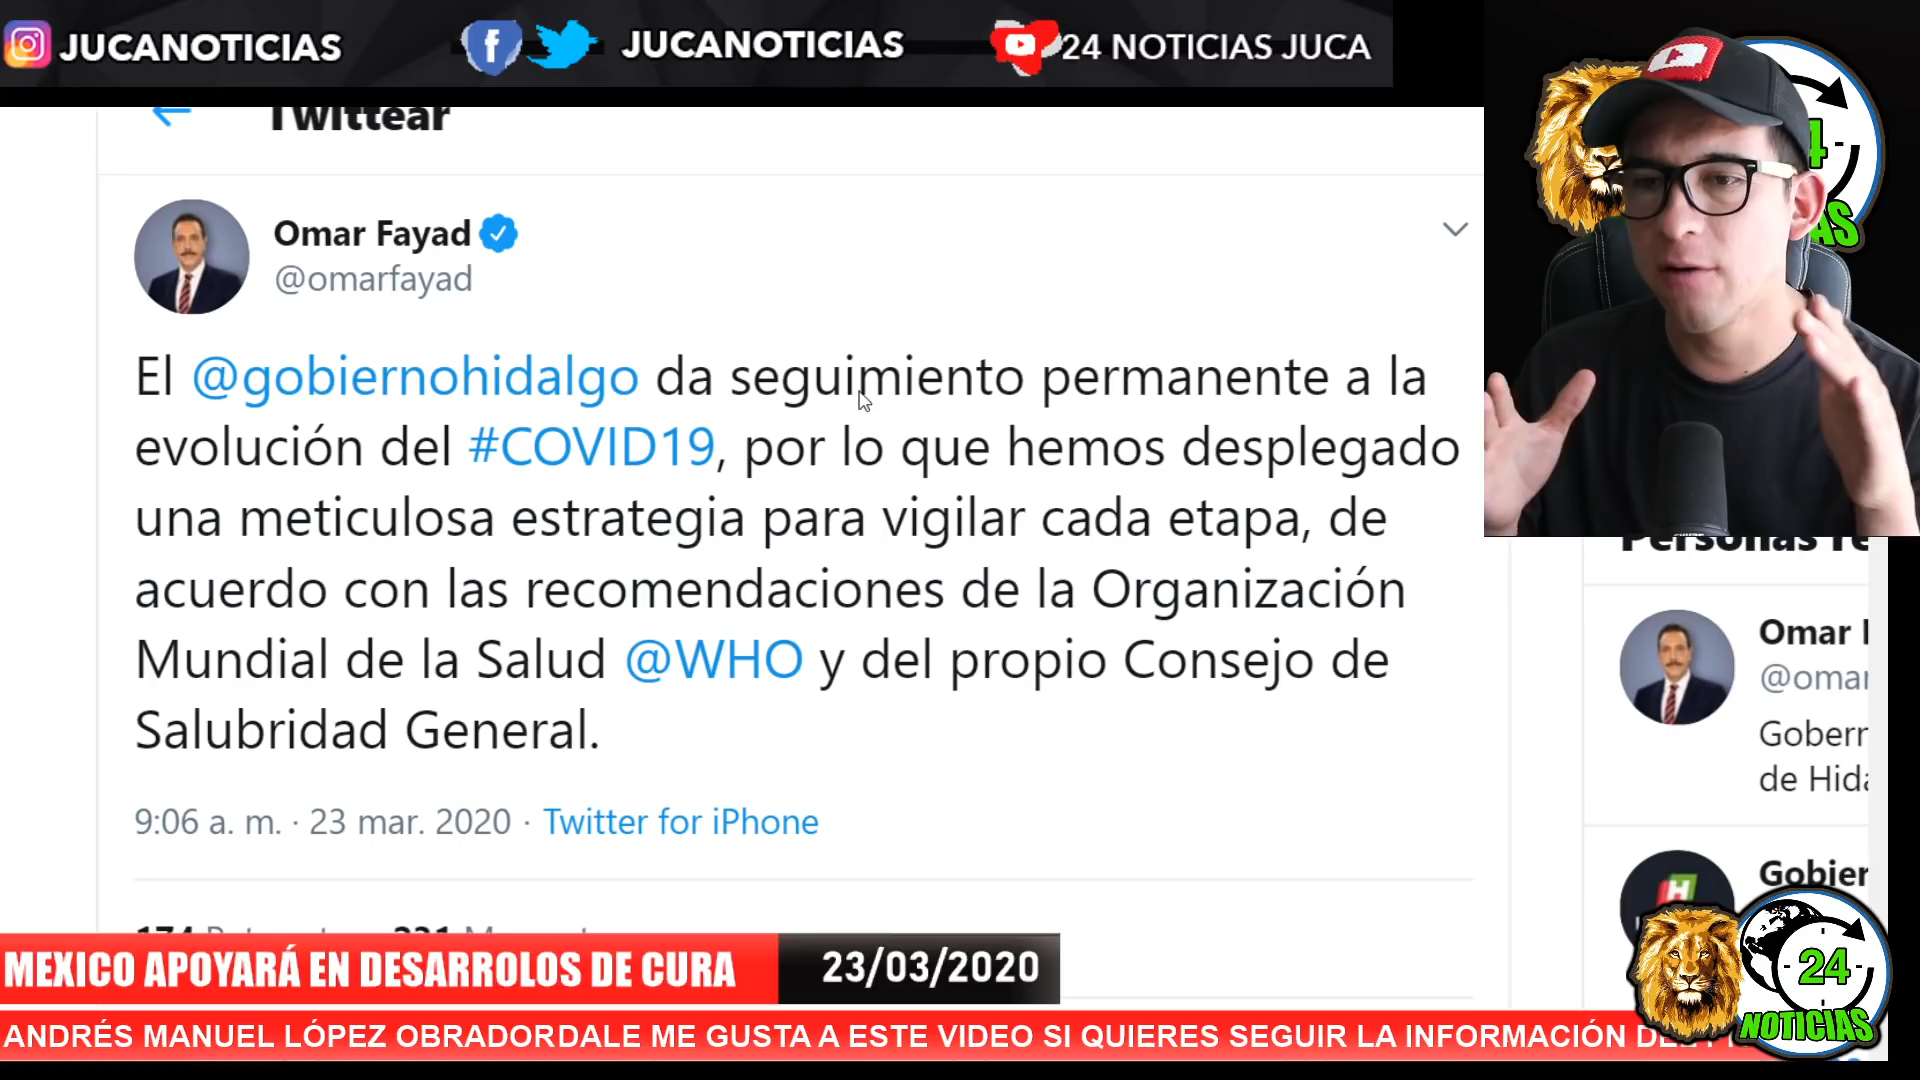 JUCANOTICIAS
JUCANOTICIAS
24 NOTICIAS JUCA
Twittear
Omar Fayad
@omarfayad
El @gobiernohidalgo da seguimiento permanente a la
evolución del #COVID19, por lo que hemos desplegado
una meticulosa estrategia para vigilar cada etapa, de
acuerdo con las recomendaciones de la Organización
Mundial de la Salud @WHO y del propio Consejo de
Salubridad General.
9:06 a. m. · 23 mar. 2020 · Twitter for iPhone
Personas re
Omar
@omar
Gobern
de Hida
Gobier
MEXICO APOYARÁ EN DESARROLOS DE CURA
23/03/2020
ANDRÉS MANUEL LÓPEZ OBRADORDALE ME GUSTA A ESTE VIDEO SI QUIERES SEGUIR LA INFORMACIÓN
24
NOTICIAS